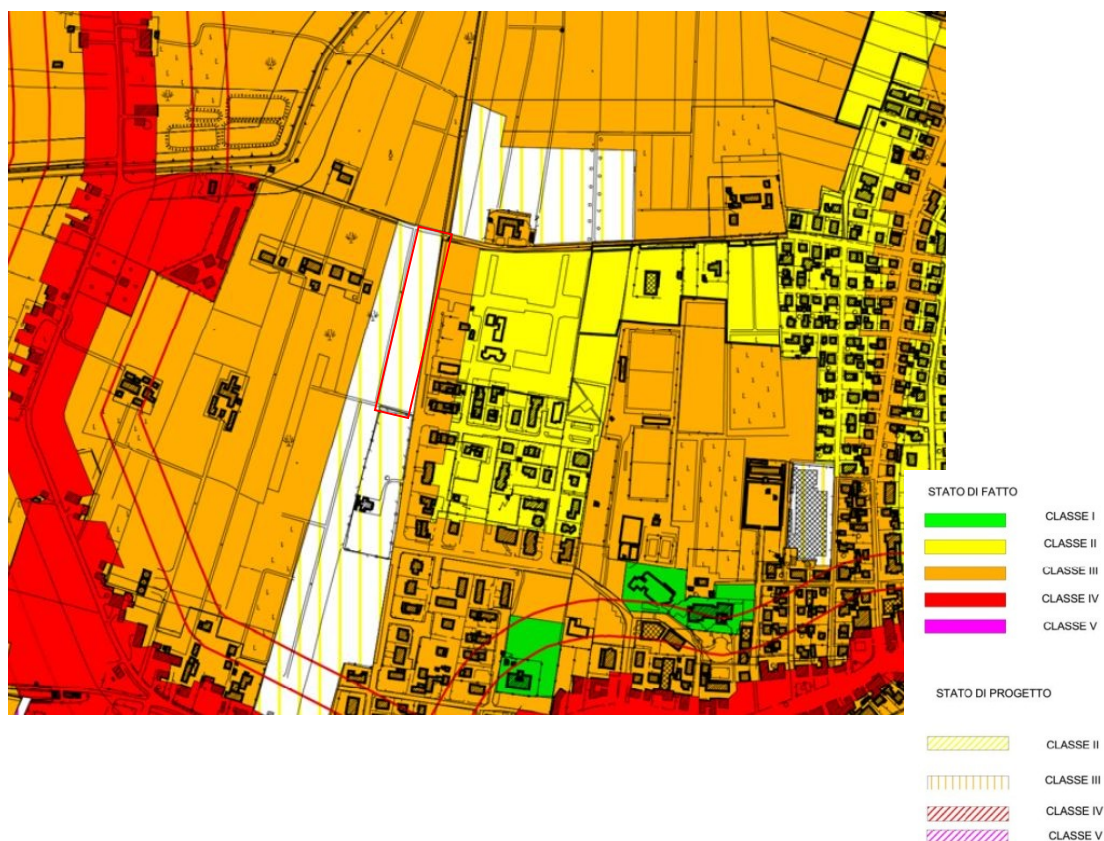 STATO DI FATTO
CLASSE I
CLASSE II
CLASSE III
CLASSE IV
CLASSE V
STATO DI PROGETTO
CLASSE II
CLASSE III
CLASSE IV
CLASSE V